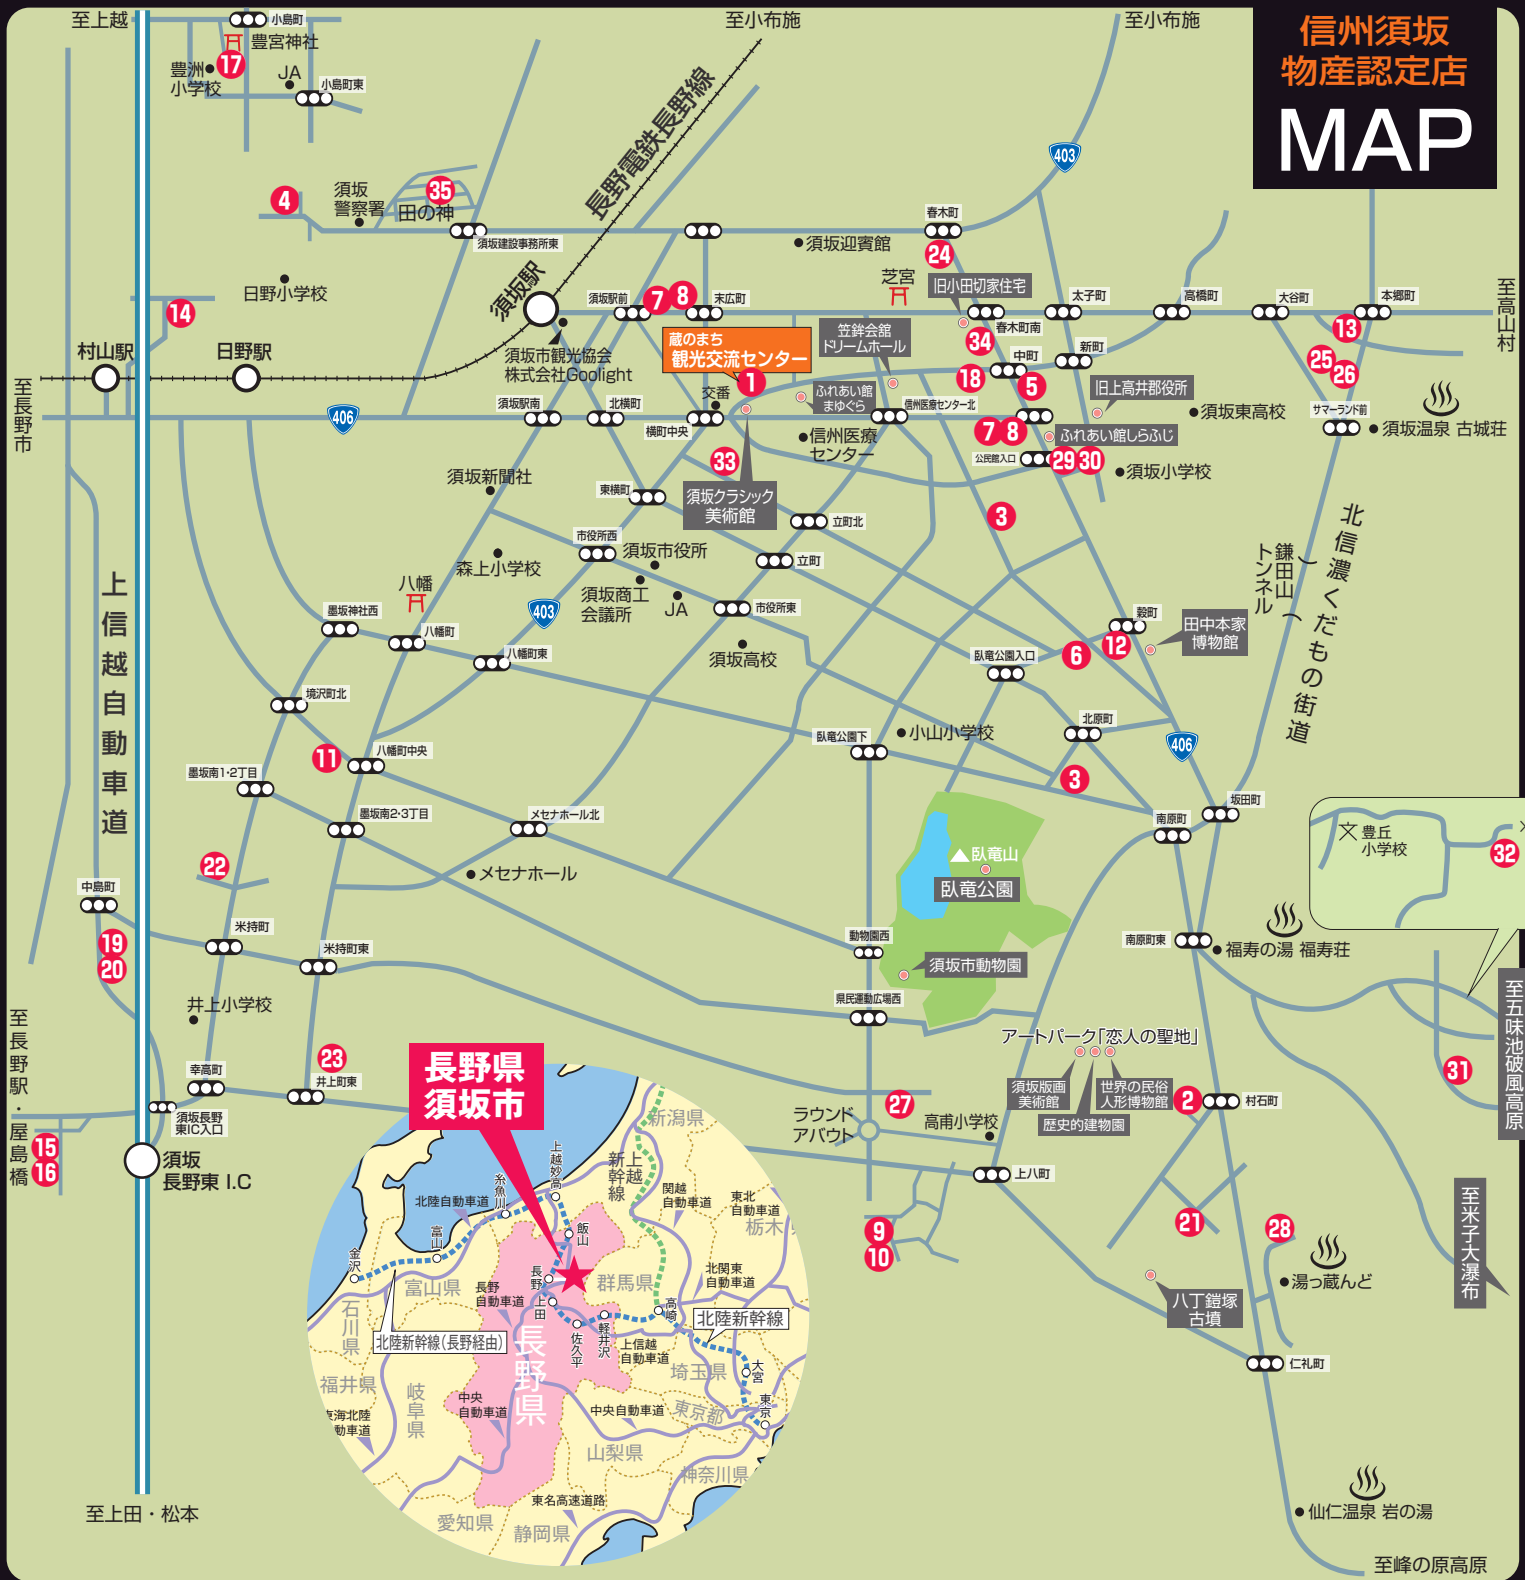 信州須坂
物産認定店
MAP
至上越
小島町
豊宮神社
17
豊洲
小学校
JA
小島町東
至小布施
至小布施
長野電鉄長野線
403
4
須坂
警察署
35
田の神
須坂建設事務所東
須坂迎賓館
春木町
24
日野小学校
14
須坂駅
須坂駅前
7
8
末広町
芝宮
旧小田切家住宅
太子町
高橋町
大谷町
本郷町
至高山村
13
春木町南
34
村山駅
日野駅
須坂市観光協会
株式会社Goolight
蔵のまち
観光交流センター
1
笠鉾会館
ドリームホール
新町
中町
18
5
25
26
至長野市
406
須坂駅南
北横町
交番
横町中央
ふれあい館
まゆぐら
信州医療センター北
旧上高井郡役所
須坂東高校
サマーランド前
須坂温泉 古城荘
信州医療
センター
7
8
ふれあい館しらふじ
公民館入口
29
30
須坂小学校
33
須坂クラシック
美術館
須坂新聞社
東横町
立町北
3
市役所西
須坂市役所
立町
森上小学校
須坂商工
会議所
JA
市役所東
北信濃くだもの街道
鎌田山
トンネル
上信越自動車道
八幡
403
墨坂神社西
八幡町
八幡町東
須坂高校
穀町
12
田中本家
博物館
臥竜公園入口
6
境沢町北
11
八幡町中央
小山小学校
臥竜公園下
北原町
406
3
墨坂南1・2丁目
墨坂南2・3丁目
メセナホール北
坂田町
南原町
豊丘
小学校
32
臥竜山
臥竜公園
22
メセナホール
中島町
19
20
米持町
米持町東
動物園西
須坂市動物園
南原町東
福寿の湯 福寿荘
県民運動広場西
井上小学校
アートパーク「恋人の聖地」
至五味池破風高原
23
幸高町
井上町東
須坂長野
東IC入口
至長野駅・屋島橋
15
16
須坂
長野東 I.C
27
ラウンド
アバウト
高甫小学校
須坂版画
美術館
世界の民俗
人形博物館
歴史的建物園
2
村石町
31
上八町
9
10
21
28
湯っ蔵んど
至米子大瀑布
八丁鎧塚
古墳
仁礼町
仙仁温泉 岩の湯
至峰の原高原
至上田・松本
長野県
須坂市
新潟県
上越妙高
糸魚川
上越
新幹線
北陸自動車道
富山
金沢
飯山
関越
自動車道
東北
自動車道
栃木
富山県
長野
長野
自動車道
上田
群馬県
北関東
自動車道
石川県
北陸新幹線(長野経由)
長野県
佐久平
軽井沢
高崎
北陸新幹線
上信越
自動車道
埼玉県
大宮
福井県
岐阜県
中央
自動車道
中央自動車道
東京都
東京
東海北陸
自動車道
山梨県
神奈川県
東名高速道路
愛知県
静岡県